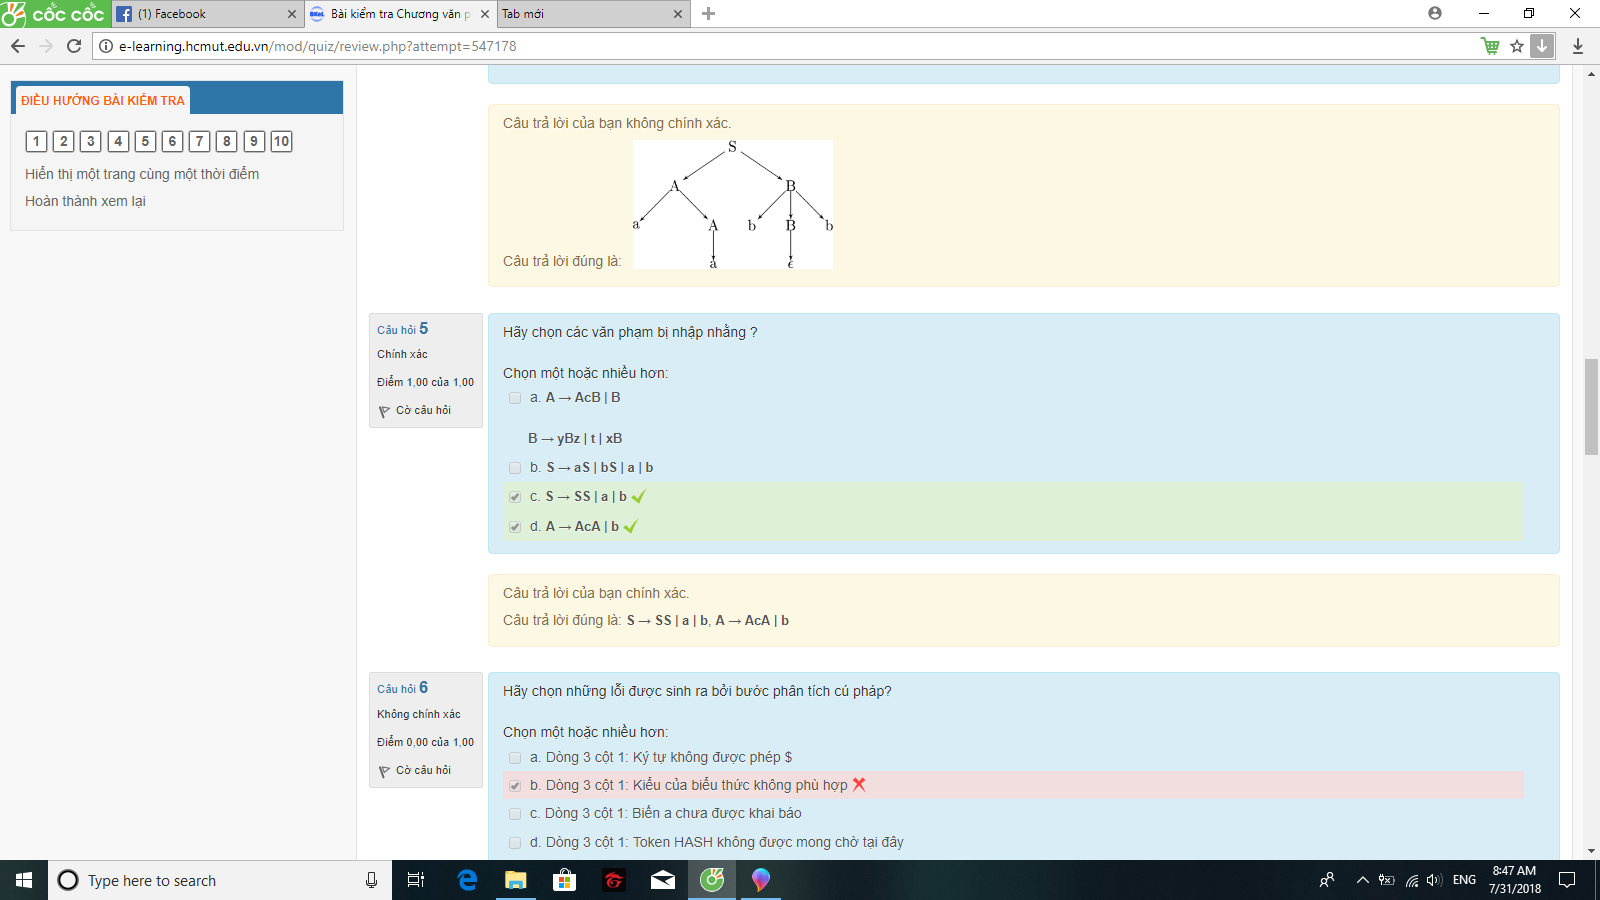 cốc cốc
(1) Facebook
Bài kiểm tra Chương văn p
Tab mới
e-learning.hcmut.edu.vn/mod/quiz/review.php?attempt=547178
ĐIỀU HƯỚNG BÀI KIỂM TRA
1 2 3 4 5 6 7 8 9 10
Hiển thị một trang cùng một thời điểm
Hoàn thành xem lại
Câu trả lời của bạn không chính xác.
S
A B
a A b B b
a ϵ
Câu trả lời đúng là:
Câu hỏi 5
Chính xác
Điểm 1,00 của 1,00
Cờ câu hỏi
Hãy chọn các văn phạm bị nhập nhằng ?
Chọn một hoặc nhiều hơn:
a. A → AcB | B
B → yBz | t | xB
b. S → aS | bS | a | b
c. S → SS | a | b
d. A → AcA | b
Câu trả lời của bạn chính xác.
Câu trả lời đúng là: S → SS | a | b, A → AcA | b
Câu hỏi 6
Không chính xác
Điểm 0,00 của 1,00
Cờ câu hỏi
Hãy chọn những lỗi được sinh ra bởi bước phân tích cú pháp?
Chọn một hoặc nhiều hơn:
a. Dòng 3 cột 1: Ký tự không được phép $
b. Dòng 3 cột 1: Kiểu của biểu thức không phù hợp
c. Dòng 3 cột 1: Biến a chưa được khai báo
d. Dòng 3 cột 1: Token HASH không được mong chờ tại đây
Type here to search
ENG
8:47 AM
7/31/2018